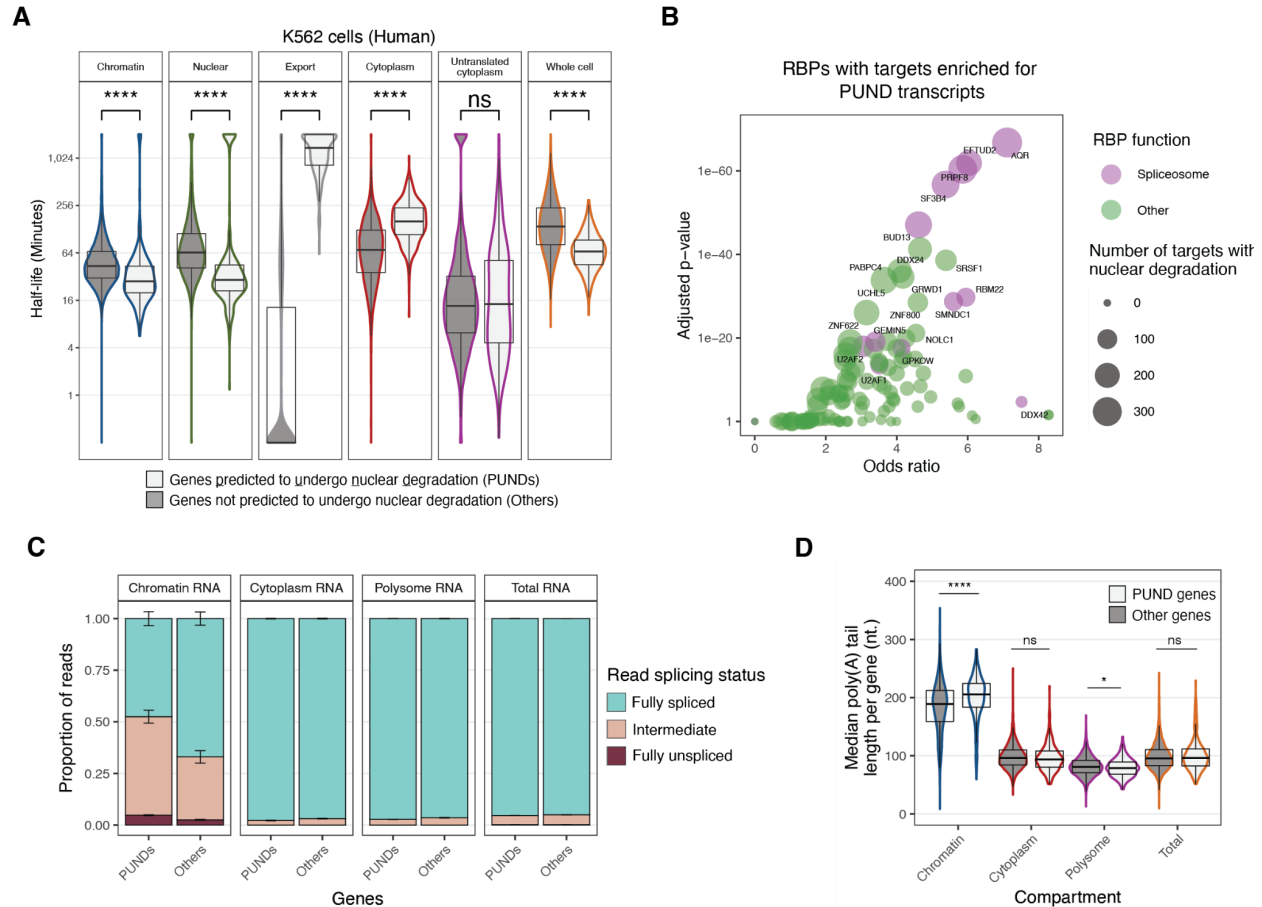 A
K562 cells (Human)
Chromatin
Nuclear
Export
Cytoplasm
Untranslated
cytoplasm
Whole cell
****
****
****
****
ns
****
Half-life (Minutes)
1,024
256
64
16
4
1
Genes predicted to undergo nuclear degradation (PUNDs)
Genes not predicted to undergo nuclear degradation (Others)
B
RBPs with targets enriched for
PUND transcripts
Adjusted p-value
1e-60
1e-40
1e-20
1
EFTUD2
AQR
PRPF8
SF3B4
BUD13
DDX24
PABPC4
SRSF1
UCHL5
GRWD1
RBM22
ZNF800
SMNDC1
ZNF622
GEMIN5
NOLC1
U2AF2
GPKOW
U2AF1
DDX42
0
2
4
6
8
Odds ratio
RBP function
Spliceosome
Other
Number of targets with
nuclear degradation
0
100
200
300
C
Chromatin RNA
Cytoplasm RNA
Polysome RNA
Total RNA
Proportion of reads
1.00
0.75
0.50
0.25
0.00
PUNDs
Others
PUNDs
Others
PUNDs
Others
PUNDs
Others
Genes
Read splicing status
Fully spliced
Intermediate
Fully unspliced
D
Median poly(A) tail
length per gene (nt.)
400
300
200
100
0
****
ns
*
ns
PUND genes
Other genes
Chromatin
Cytoplasm
Polysome
Total
Compartment